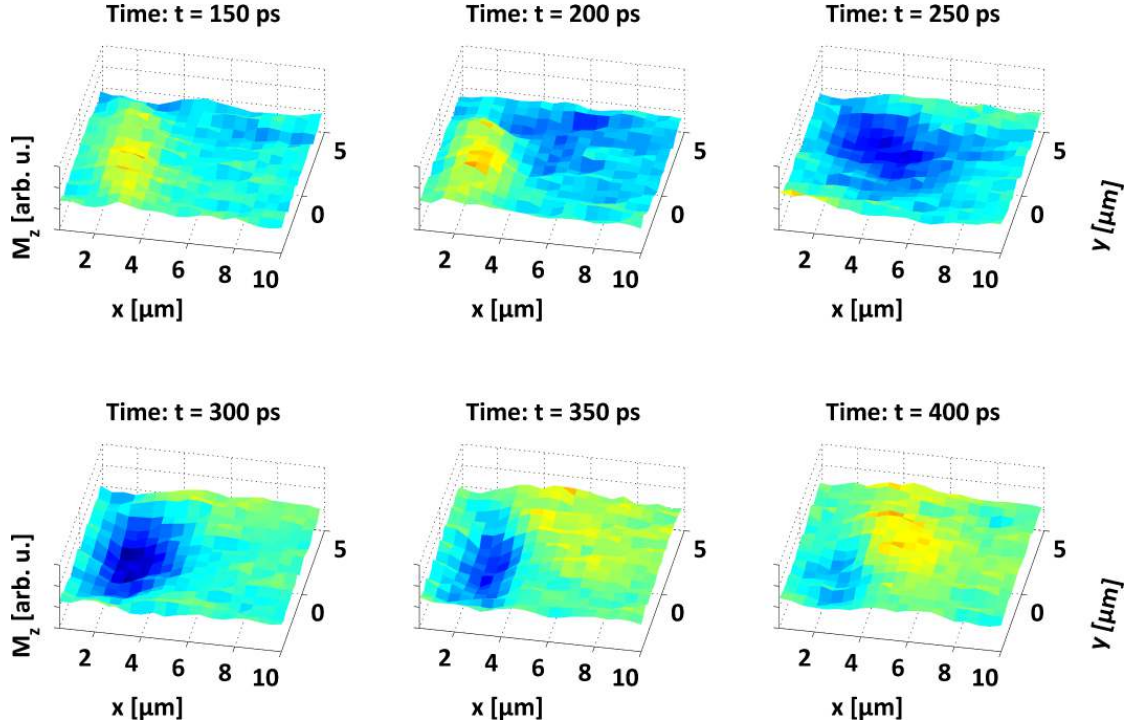 Time: t = 150 ps
Time: t = 200 ps
Time: t = 250 ps
M_z [arb. u.]
5
0
2 4 6 8 10
x [µm]
5
0
2 4 6 8 10
x [µm]
5
0
2 4 6 8 10
x [µm]
y [µm]
Time: t = 300 ps
Time: t = 350 ps
Time: t = 400 ps
M_z [arb. u.]
5
0
2 4 6 8 10
x [µm]
5
0
2 4 6 8 10
x [µm]
5
0
2 4 6 8 10
x [µm]
y [µm]